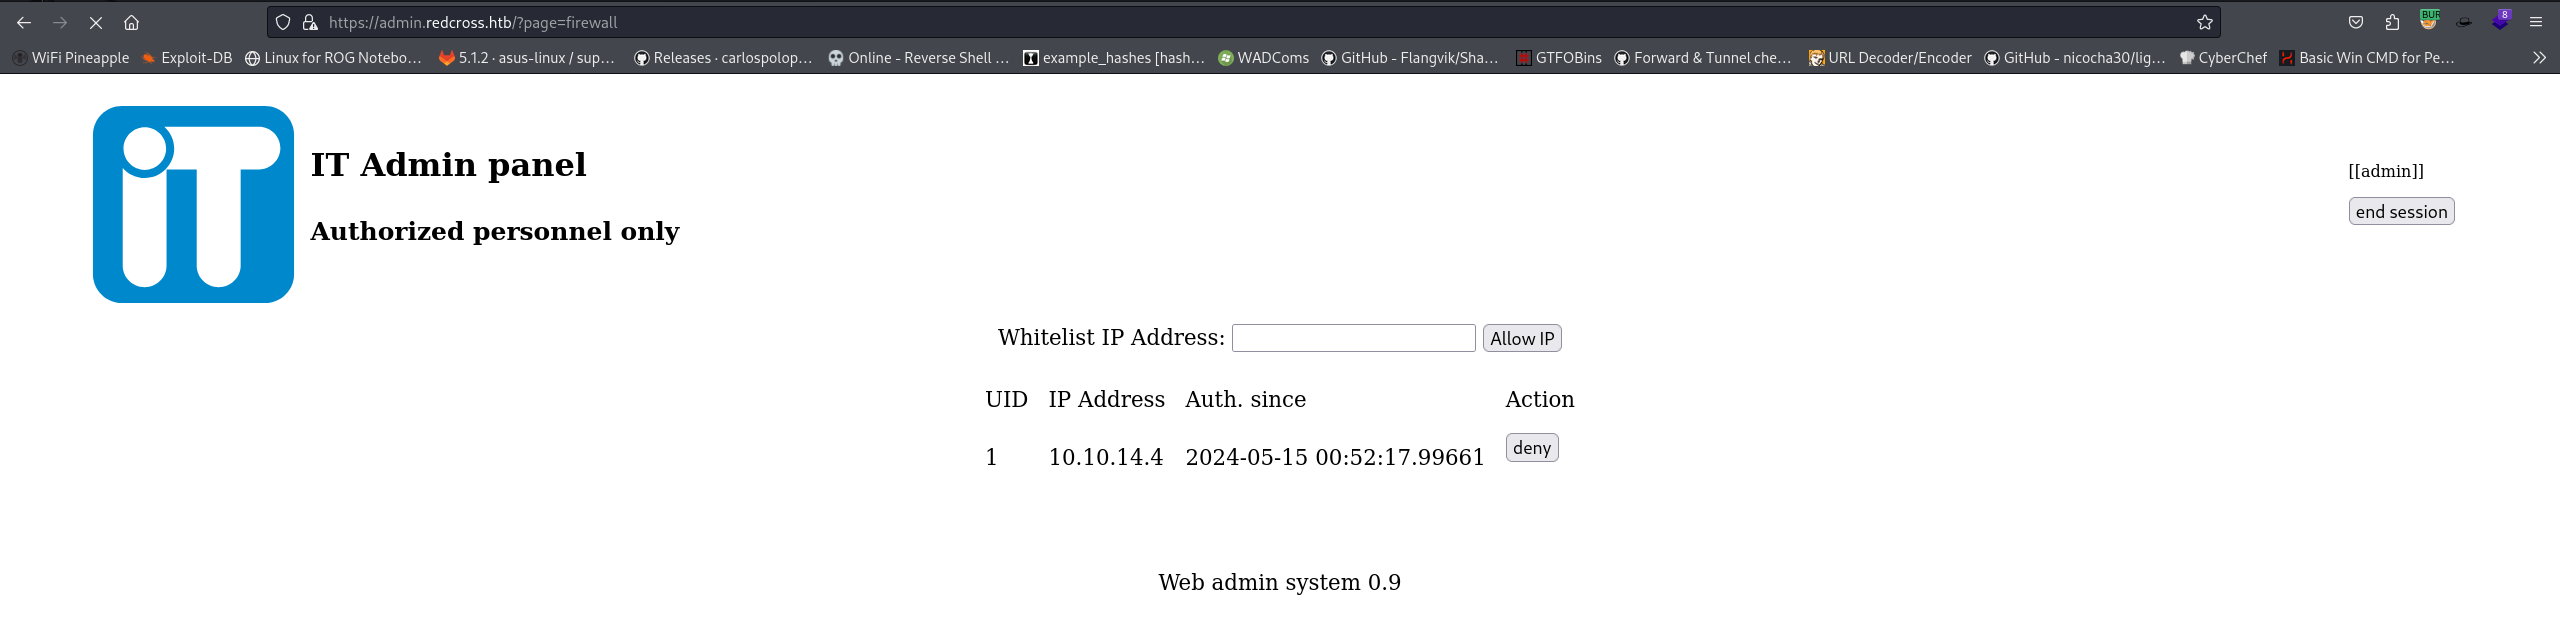 https://admin.redcross.htb/?page=firewall
BUR
8
WiFi Pineapple
Exploit-DB
Linux for ROG Notebo...
5.1.2 · asus-linux / sup...
Releases · carlospolop...
Online - Reverse Shell ...
example_hashes [hash...
WADComs
GitHub - Flangvik/Sha...
GTFOBins
Forward & Tunnel che...
URL Decoder/Encoder
GitHub - nicocha30/lig...
CyberChef
Basic Win CMD for Pe...
iT
IT Admin panel
Authorized personnel only
[[admin]]
end session
Whitelist IP Address:
Allow IP
UID IP Address Auth. since Action
1 10.10.14.4 2024-05-15 00:52:17.99661 deny
Web admin system 0.9